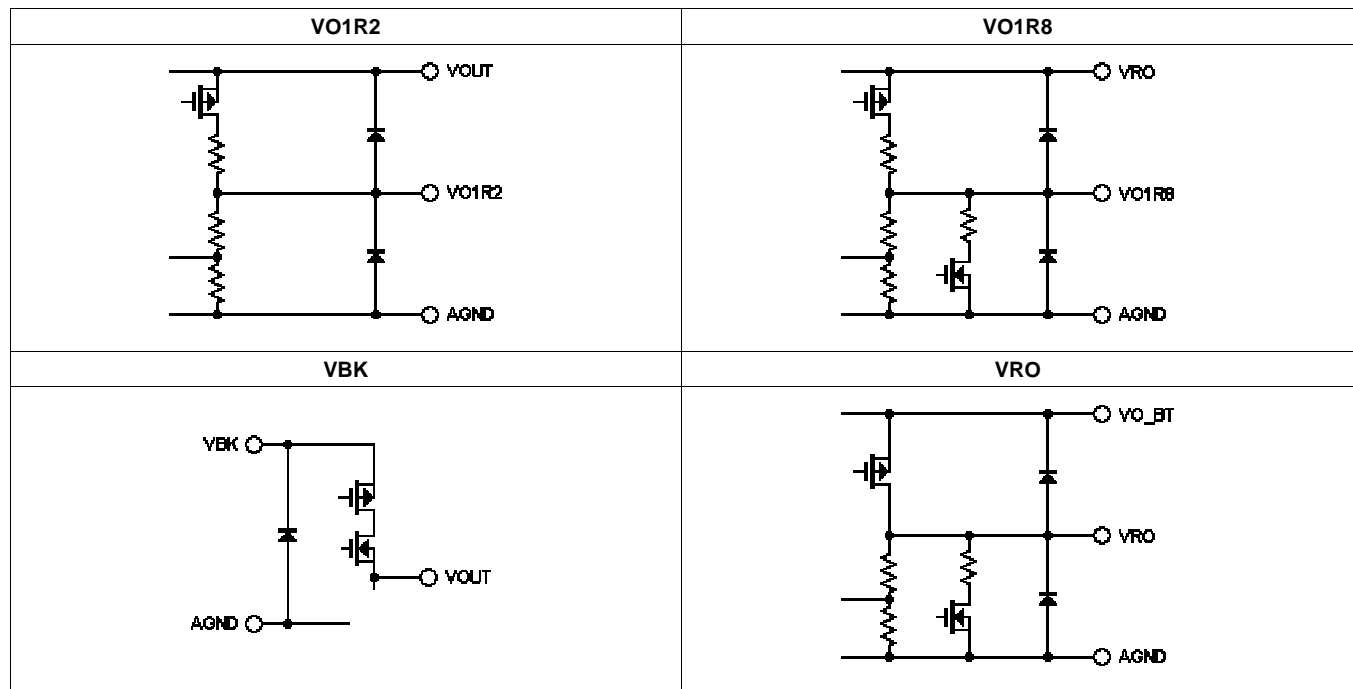 VO1R2
VO1R8
VOUT
VO1R2
AGND
VRO
VO1R8
AGND
VBK
VRO
VBK
VOUT
AGND
VO_BT
VRO
AGND